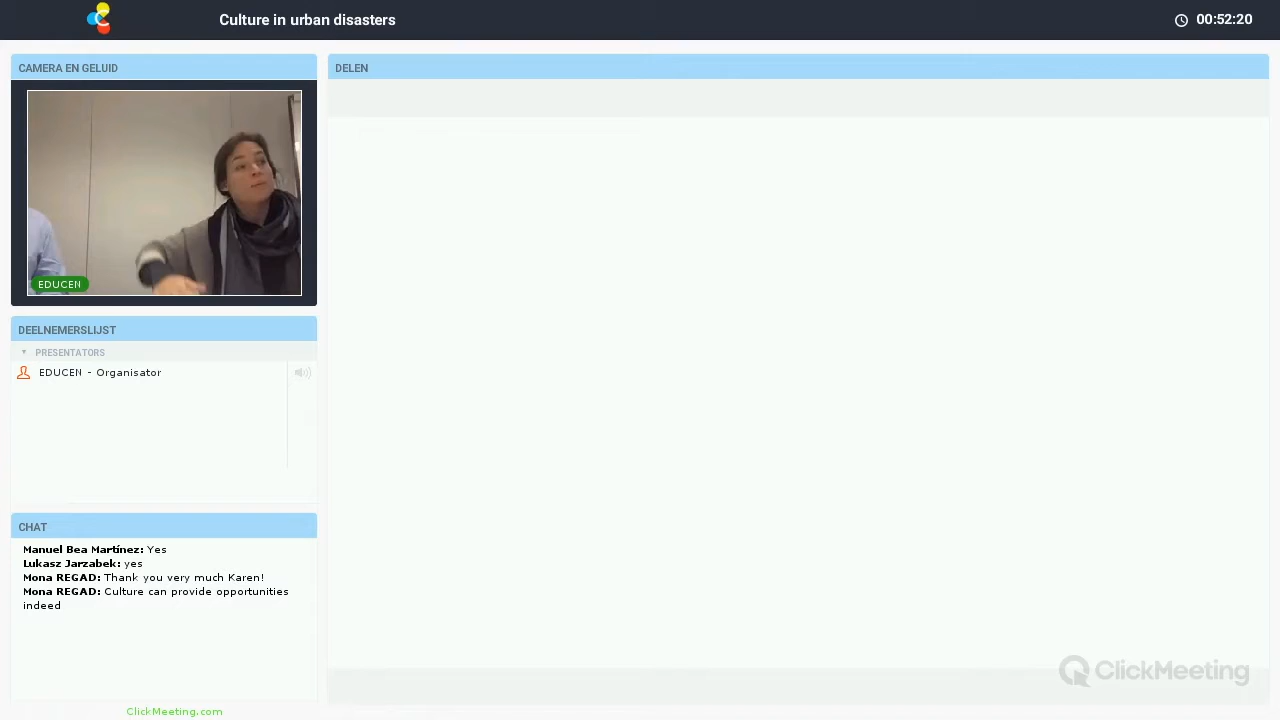 Culture in urban disasters
00:52:20
CAMERA EN GELUID
EDUCEN
DEELNEMERSLIJST
PRESENTATORS
EDUCEN - Organisator
CHAT
Manuel Bea Martínez: Yes
Lukasz Jarzabek: yes
Mona REGAD: Thank you very much Karen!
Mona REGAD: Culture can provide opportunities
indeed
ClickMeeting.com
DELEN
ClickMeeting